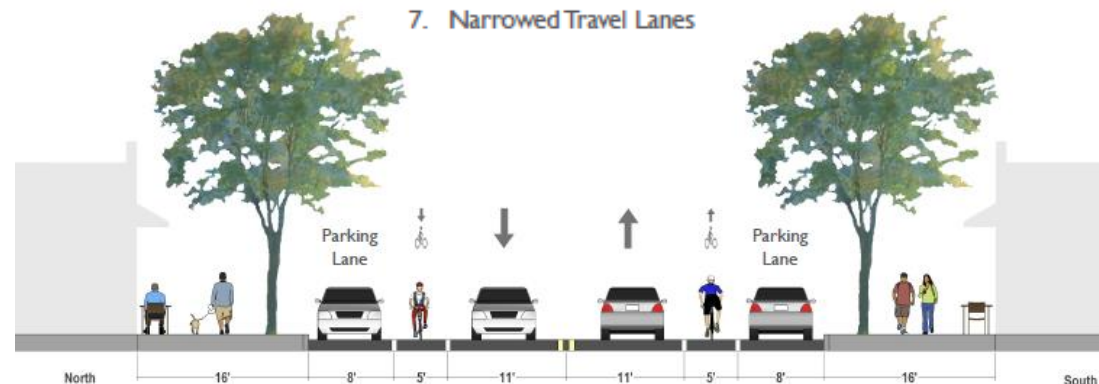 7. Narrowed Travel Lanes
Parking
Lane
Parking
Lane
North 16' 8' 5' 11' 11' 5' 8' 16' South